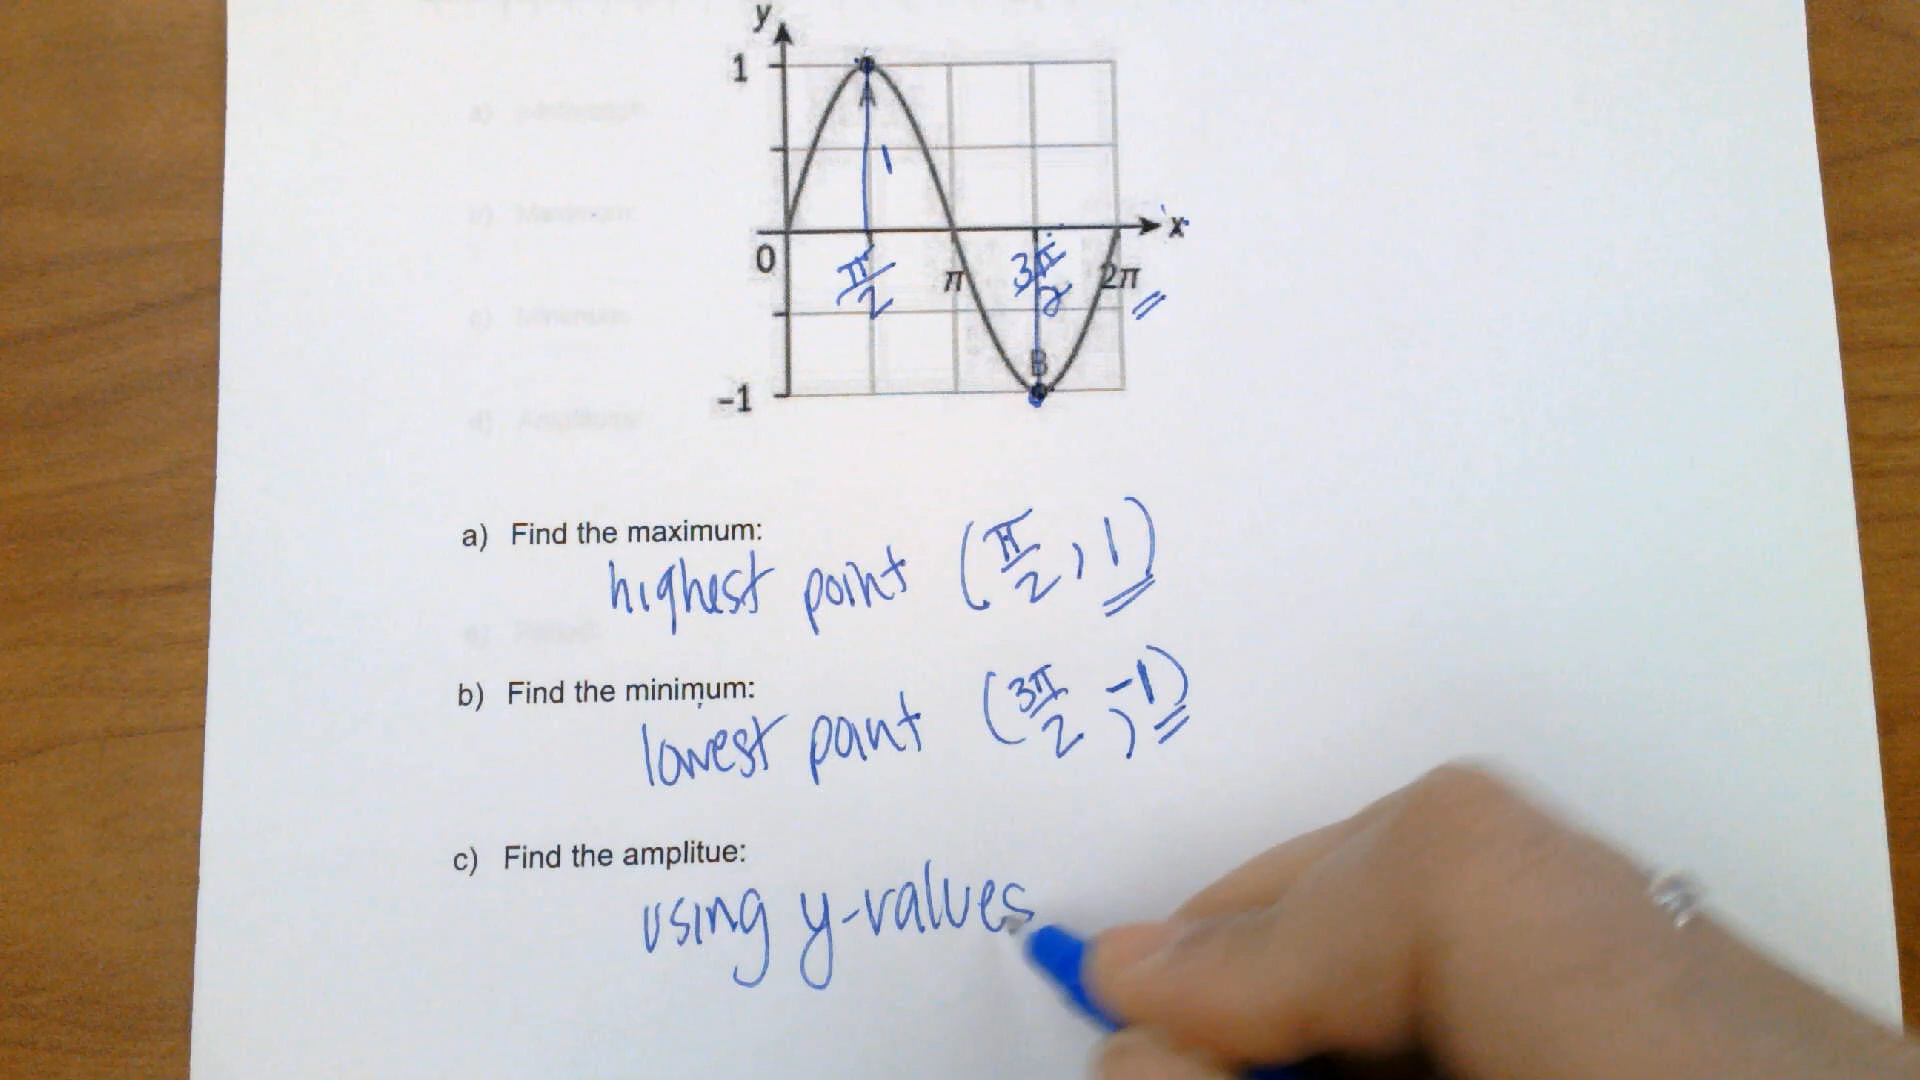 y
1
A
1
0
π/2
π
3π/2
2π
x
B
-1
a) Find the maximum:
highest point (π/2, 1)
b) Find the minimum:
lowest point (3π/2, -1)
c) Find the amplitue:
using y-values